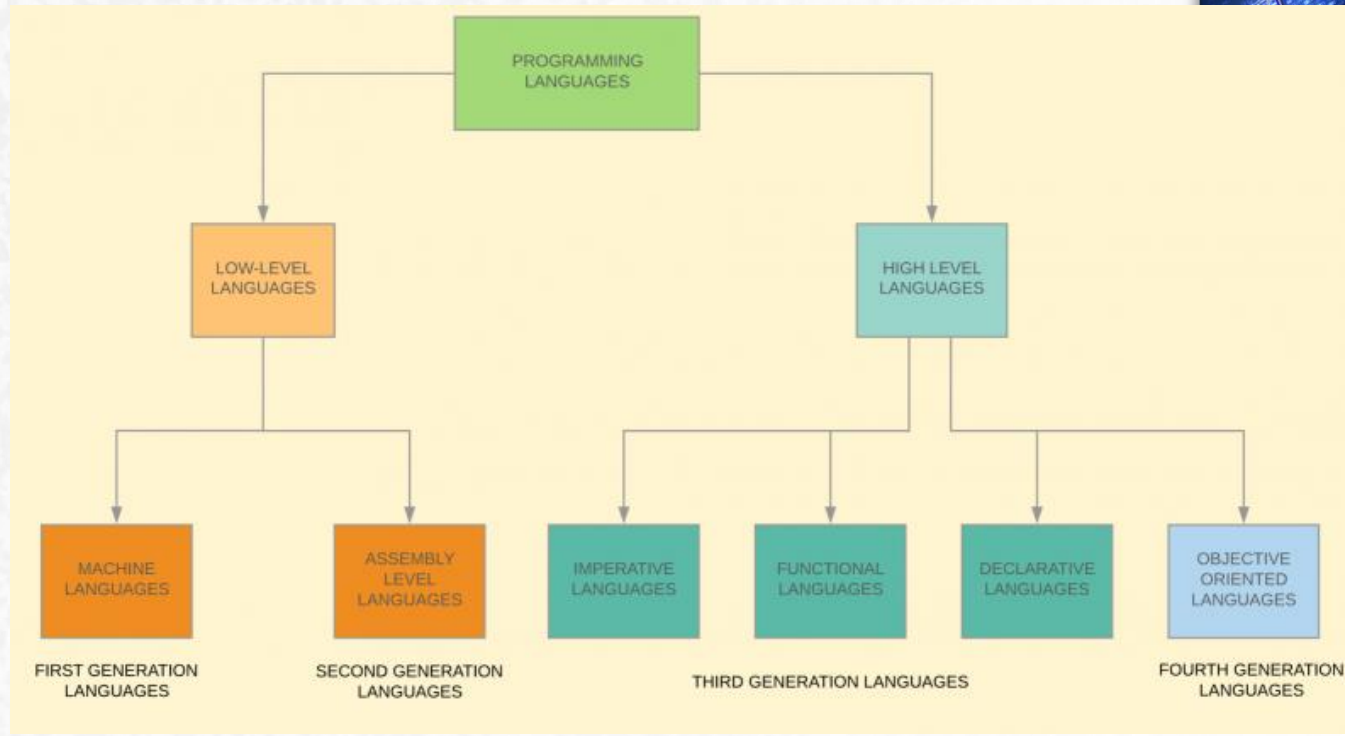 PROGRAMMING
LANGUAGES
LOW-LEVEL
LANGUAGES
HIGH LEVEL
LANGUAGES
MACHINE
LANGUAGES
ASSEMBLY
LEVEL
LANGUAGES
IMPERATIVE
LANGUAGES
FUNCTIONAL
LANGUAGES
DECLARATIVE
LANGUAGES
OBJECTIVE
ORIENTED
LANGUAGES
FIRST GENERATION
LANGUAGES
SECOND GENERATION
LANGUAGES
THIRD GENERATION LANGUAGES
FOURTH GENERATION
LANGUAGES